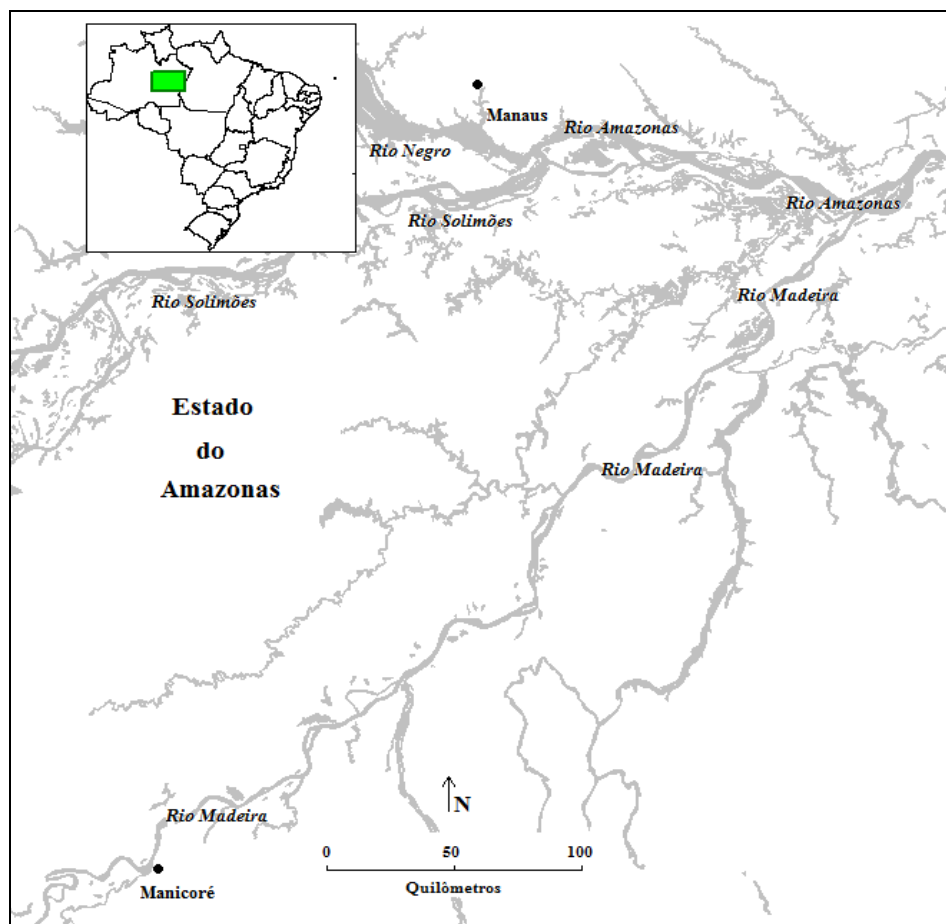 Manaus
Rio Amazonas
Rio Negro
Rio Amazonas
Rio Solimões
Rio Madeira
Rio Solimões
Estado
do
Amazonas
Rio Madeira
N
Rio Madeira
0 50 100
Quilômetros
Manicoré